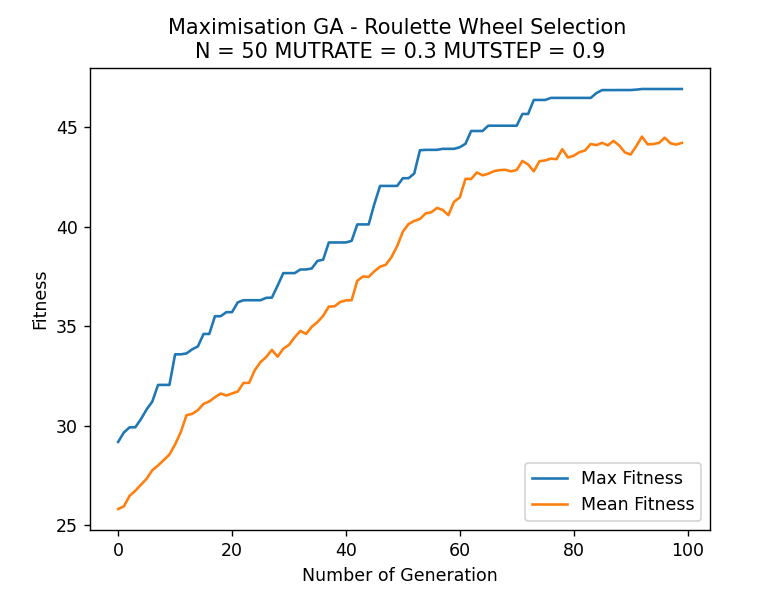 Maximisation GA - Roulette Wheel Selection
N = 50 MUTRATE = 0.3 MUTSTEP = 0.9
45
40
35
30
25
Fitness
Max Fitness
Mean Fitness
0 20 40 60 80 100
Number of Generation